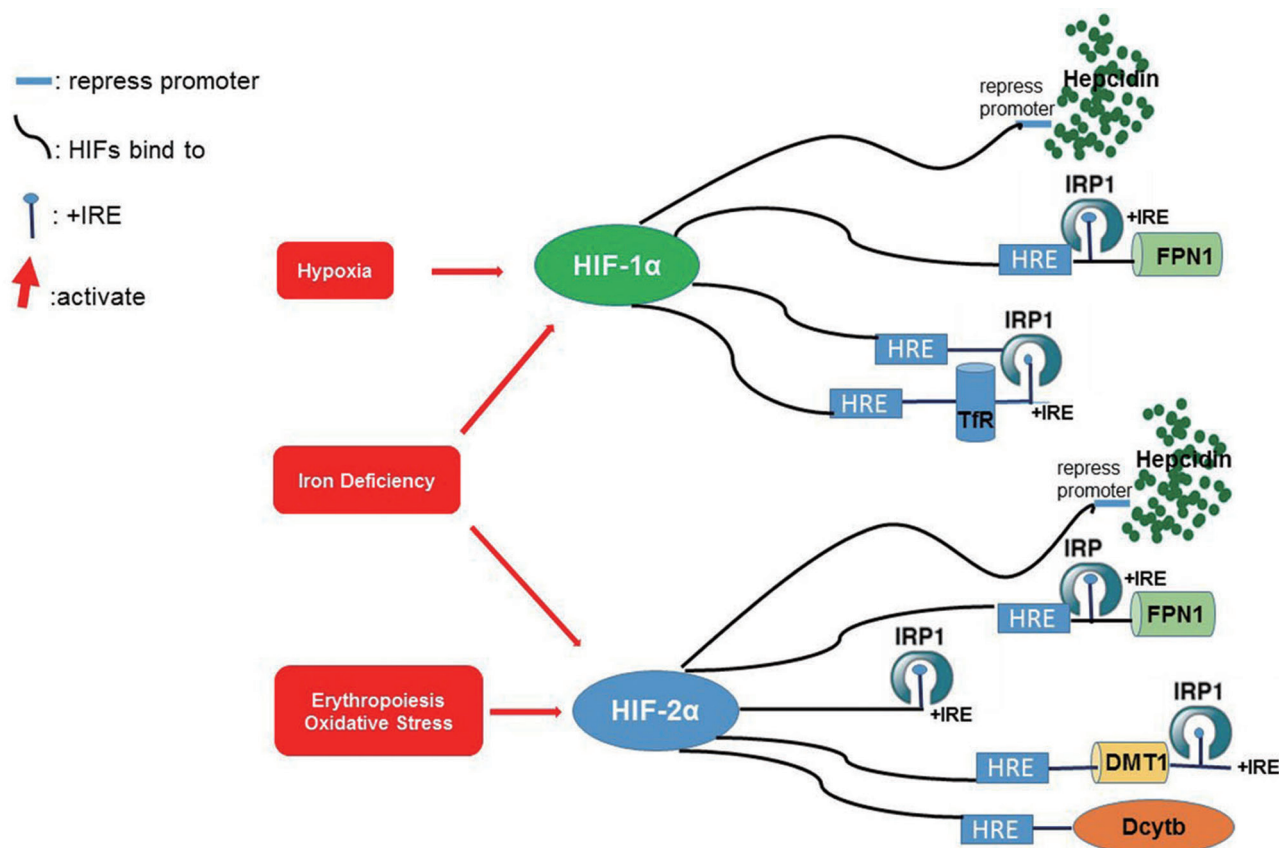 : repress promoter
: HIFs bind to
: +IRE
:activate
Hypoxia
Iron Deficiency
Erythropoiesis
Oxidative Stress
HIF-1α
repress
promoter
Hepcidin
IRP1
+IRE
HRE
FPN1
IRP1
HRE
HRE
TfR
+IRE
HIF-2α
repress
promoter
Hepcidin
IRP
+IRE
HRE
FPN1
IRP1
+IRE
IRP1
HRE
DMT1
+IRE
HRE
Dcytb